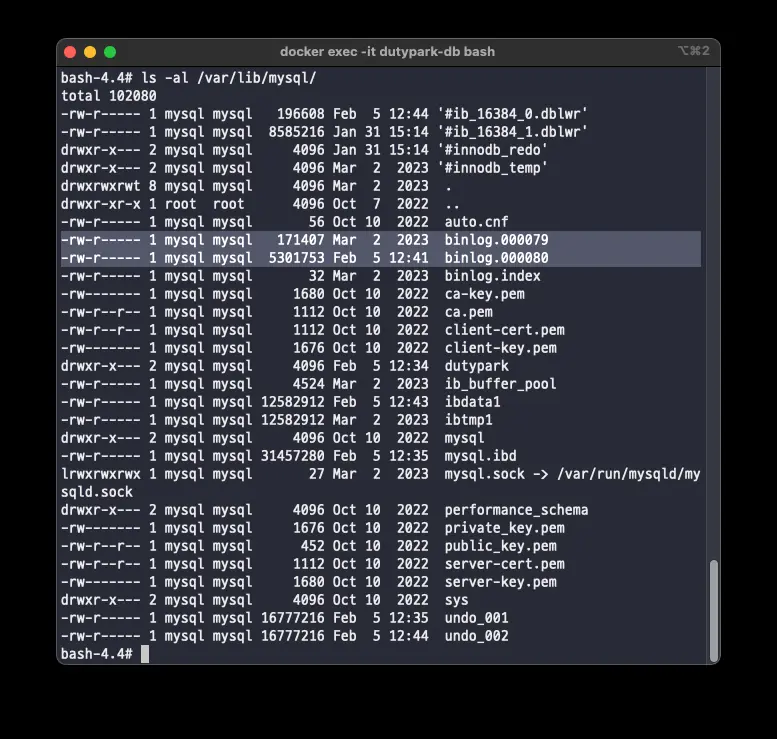 docker exec -it dutypark-db bash
⌥⌘2
bash-4.4# ls -al /var/lib/mysql/
total 102080
-rw-r----- 1 mysql mysql   196608 Feb  5 12:44 '#ib_16384_0.dblwr'
-rw-r----- 1 mysql mysql  8585216 Jan 31 15:14 '#ib_16384_1.dblwr'
drwxr-x--- 2 mysql mysql     4096 Jan 31 15:14 '#innodb_redo'
drwxr-x--- 2 mysql mysql     4096 Mar  2  2023 '#innodb_temp'
drwxrwxrwt 8 mysql mysql     4096 Mar  2  2023  .
drwxr-xr-x 1 root  root      4096 Oct  7  2022  ..
-rw-r----- 1 mysql mysql       56 Oct 10  2022  auto.cnf
-rw-r----- 1 mysql mysql   171407 Mar  2  2023  binlog.000079
-rw-r----- 1 mysql mysql  5301753 Feb  5 12:41  binlog.000080
-rw-r----- 1 mysql mysql       32 Mar  2  2023  binlog.index
-rw------- 1 mysql mysql     1680 Oct 10  2022  ca-key.pem
-rw-r--r-- 1 mysql mysql     1112 Oct 10  2022  ca.pem
-rw-r--r-- 1 mysql mysql     1112 Oct 10  2022  client-cert.pem
-rw------- 1 mysql mysql     1676 Oct 10  2022  client-key.pem
drwxr-x--- 2 mysql mysql     4096 Feb  5 12:34  dutypark
-rw-r----- 1 mysql mysql     4524 Mar  2  2023  ib_buffer_pool
-rw-r----- 1 mysql mysql 12582912 Feb  5 12:43  ibdata1
-rw-r----- 1 mysql mysql 12582912 Mar  2  2023  ibtmp1
drwxr-x--- 2 mysql mysql     4096 Oct 10  2022  mysql
-rw-r----- 1 mysql mysql 31457280 Feb  5 12:35  mysql.ibd
lrwxrwxrwx 1 mysql mysql       27 Mar  2  2023  mysql.sock -> /var/run/mysqld/my
sqld.sock
drwxr-x--- 2 mysql mysql     4096 Oct 10  2022  performance_schema
-rw------- 1 mysql mysql     1676 Oct 10  2022  private_key.pem
-rw-r--r-- 1 mysql mysql      452 Oct 10  2022  public_key.pem
-rw-r--r-- 1 mysql mysql     1112 Oct 10  2022  server-cert.pem
-rw------- 1 mysql mysql     1680 Oct 10  2022  server-key.pem
drwxr-x--- 2 mysql mysql     4096 Oct 10  2022  sys
-rw-r----- 1 mysql mysql 16777216 Feb  5 12:35  undo_001
-rw-r----- 1 mysql mysql 16777216 Feb  5 12:44  undo_002
bash-4.4#